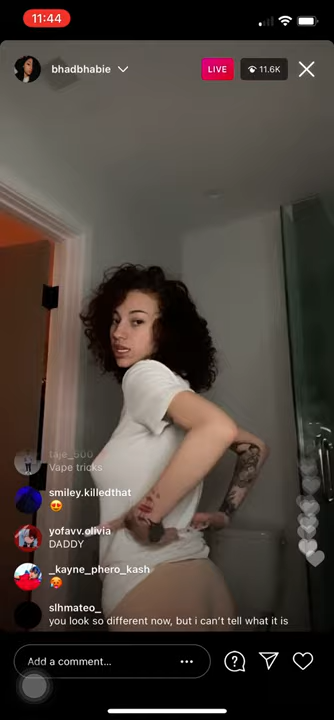 11:44
bhadbhabie
LIVE
11.6K
taje_500
Vape tricks
smiley.killedthat
😍
yofavv.olivia
DADDY
_kayne_phero_kash
🥵
slhmateo_
you look so different now, but i can't tell what it is
Add a comment...